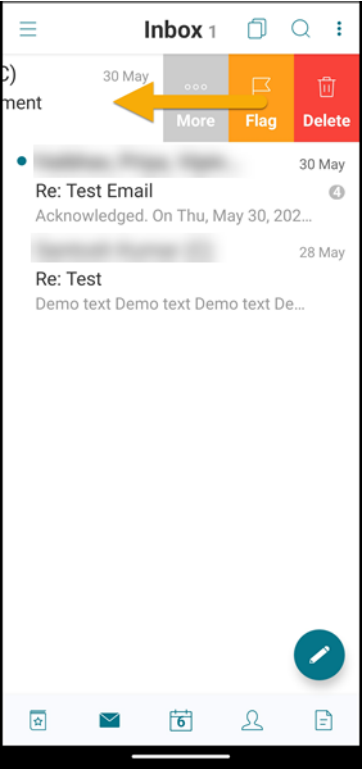 Inbox 1
C)
30 May
ment
More
Flag
Delete
30 May
Re: Test Email
4
Acknowledged. On Thu, May 30, 202...
28 May
Re: Test
Demo text Demo text Demo text De...
6